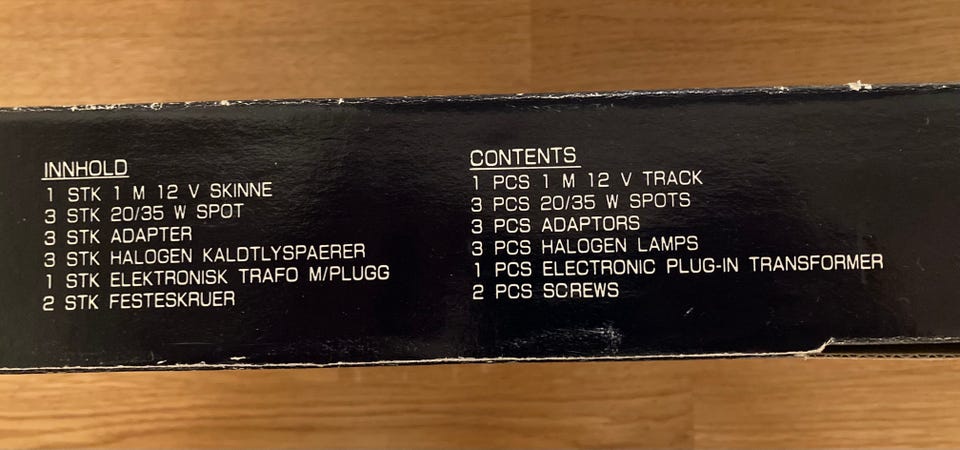 INNHOLD
1 STK 1 M 12 V SKINNE
3 STK 20/35 W SPOT
3 STK ADAPTER
3 STK HALOGEN KALDTLYSPAERER
1 STK ELEKTRONISK TRAFO M/PLUGG
2 STK FESTESKRUER
CONTENTS
1 PCS 1 M 12 V TRACK
3 PCS 20/35 W SPOTS
3 PCS ADAPTORS
3 PCS HALOGEN LAMPS
1 PCS ELECTRONIC PLUG-IN TRANSFORMER
2 PCS SCREWS